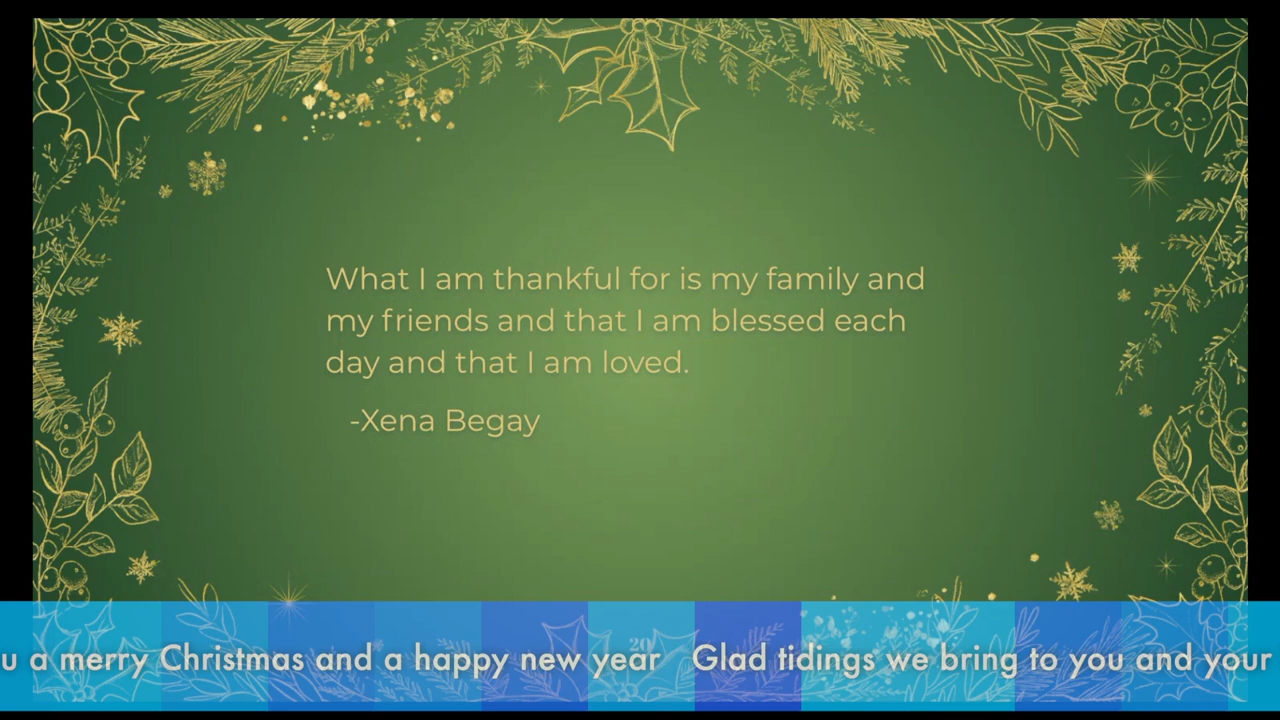 What I am thankful for is my family and
my friends and that I am blessed each
day and that I am loved.
-Xena Begay
u a merry Christmas and a happy new year Glad tidings we bring to you and your